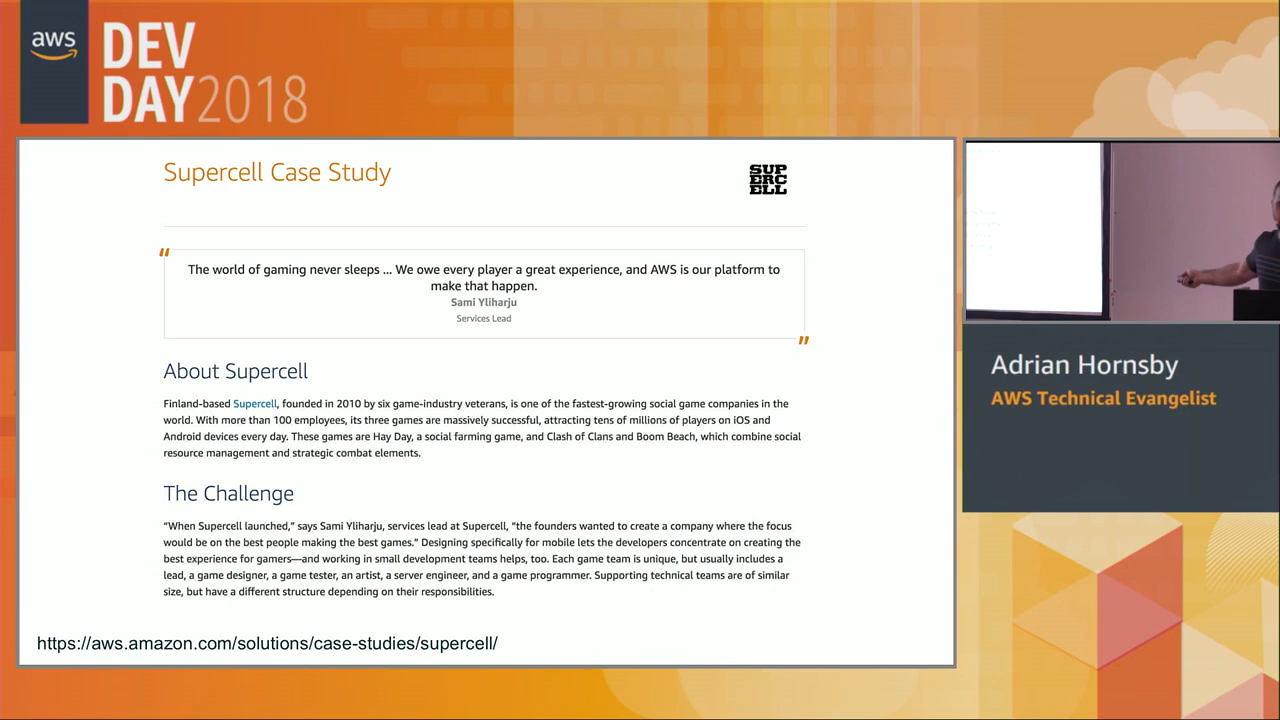 aws
DEV
DAY2018
Supercell Case Study
SUP
ERC
ELL
“
The world of gaming never sleeps ... We owe every player a great experience, and AWS is our platform to
make that happen.
Sami Yliharju
Services Lead
”
About Supercell
Finland-based Supercell, founded in 2010 by six game-industry veterans, is one of the fastest-growing social game companies in the
world. With more than 100 employees, its three games are massively successful, attracting tens of millions of players on iOS and
Android devices every day. These games are Hay Day, a social farming game, and Clash of Clans and Boom Beach, which combine social
resource management and strategic combat elements.
The Challenge
“When Supercell launched,” says Sami Yliharju, services lead at Supercell, “the founders wanted to create a company where the focus
would be on the best people making the best games.” Designing specifically for mobile lets the developers concentrate on creating the
best experience for gamers—and working in small development teams helps, too. Each game team is unique, but usually includes a
lead, a game designer, a game tester, an artist, a server engineer, and a game programmer. Supporting technical teams are of similar
size, but have a different structure depending on their responsibilities.
https://aws.amazon.com/solutions/case-studies/supercell/
Adrian Hornsby
AWS Technical Evangelist